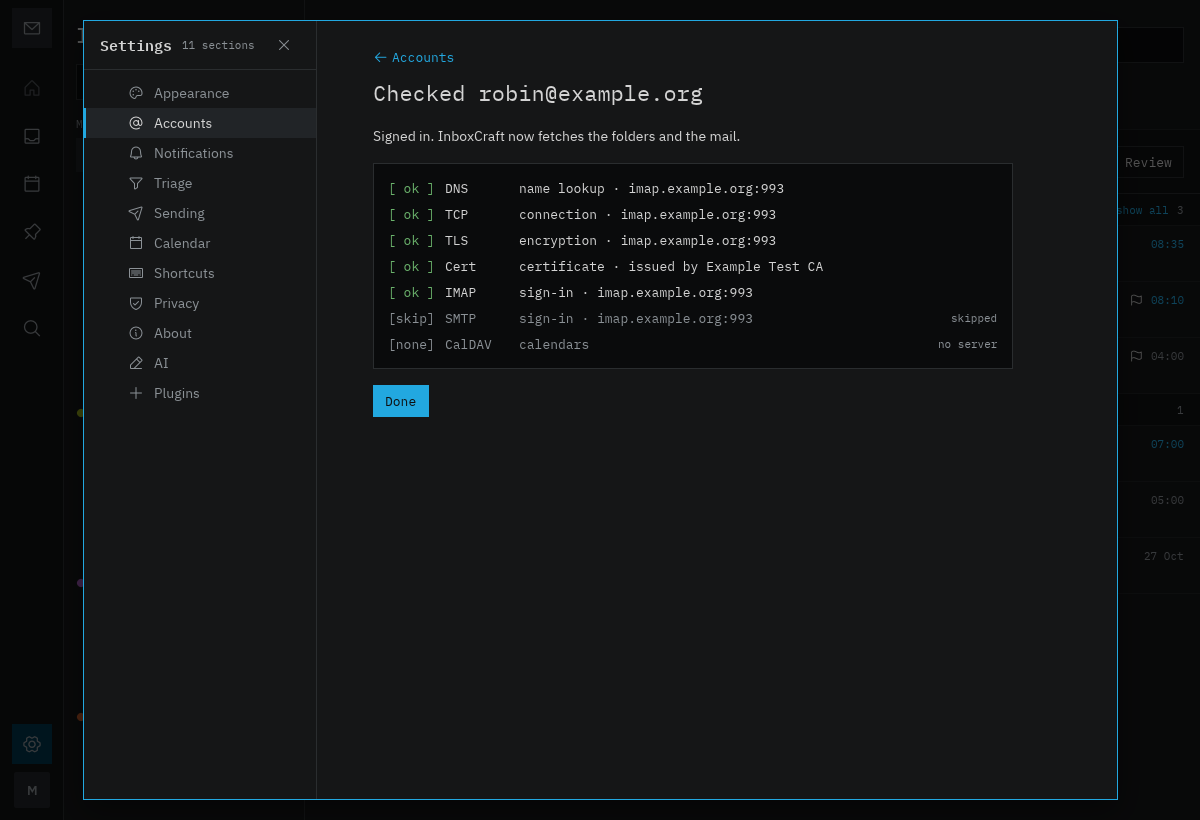 Settings 11 sections
Appearance
Accounts
Notifications
Triage
Sending
Calendar
Shortcuts
Privacy
About
AI
Plugins
← Accounts
Checked robin@example.org
Signed in. InboxCraft now fetches the folders and the mail.
[ ok ] DNS name lookup · imap.example.org:993
[ ok ] TCP connection · imap.example.org:993
[ ok ] TLS encryption · imap.example.org:993
[ ok ] Cert certificate · issued by Example Test CA
[ ok ] IMAP sign-in · imap.example.org:993
[skip] SMTP sign-in · imap.example.org:993 skipped
[none] CalDAV calendars no server
Done
Review
show all 3
08:35
08:10
04:00
1
07:00
05:00
27 Oct
M